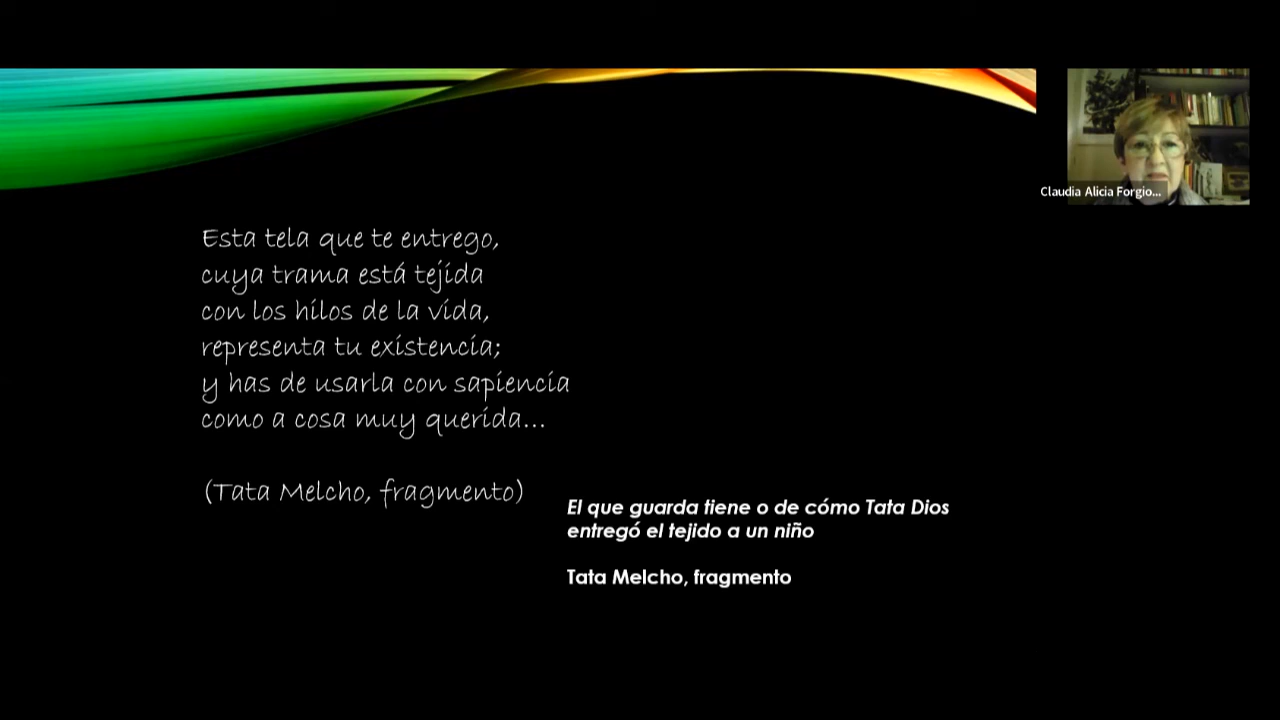 Claudia Alicia Forgio...
Esta tela que te entrego,
cuya trama está tejida
con los hilos de la vida,
representa tu existencia;
y has de usarla con sapiencia
como a cosa muy querida...
(Tata Melcho, fragmento)
El que guarda tiene o de cómo Tata Dios
entregó el tejido a un niño
Tata Melcho, fragmento